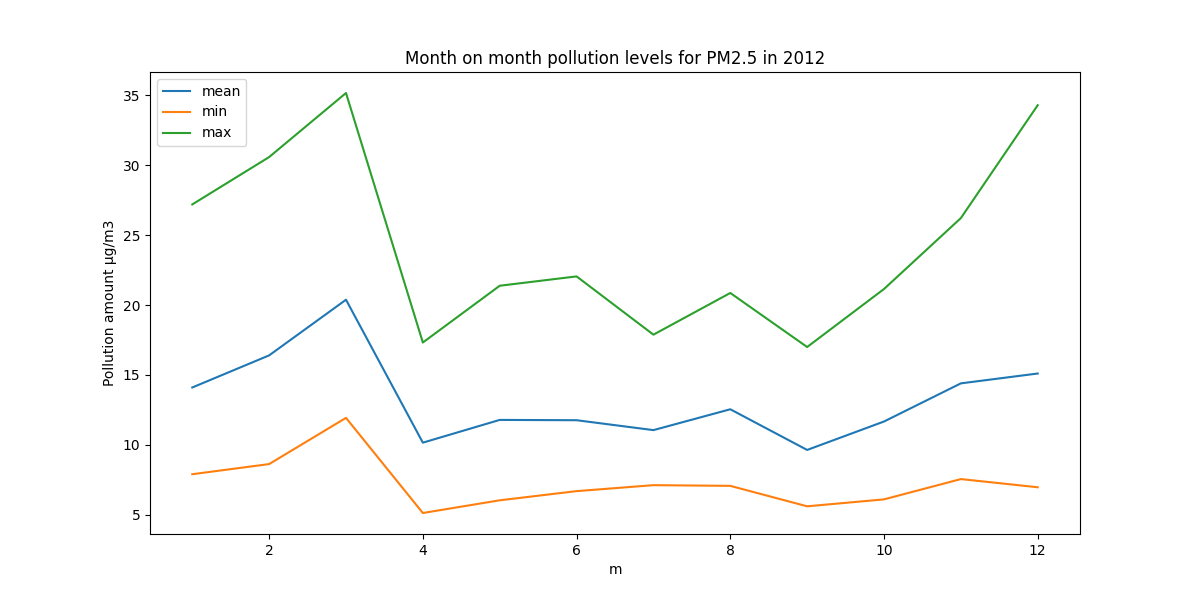 Month on month pollution levels for PM2.5 in 2012
mean
min
max
35
30
25
20
15
10
5
Pollution amount µg/m3
2 4 6 8 10 12
m